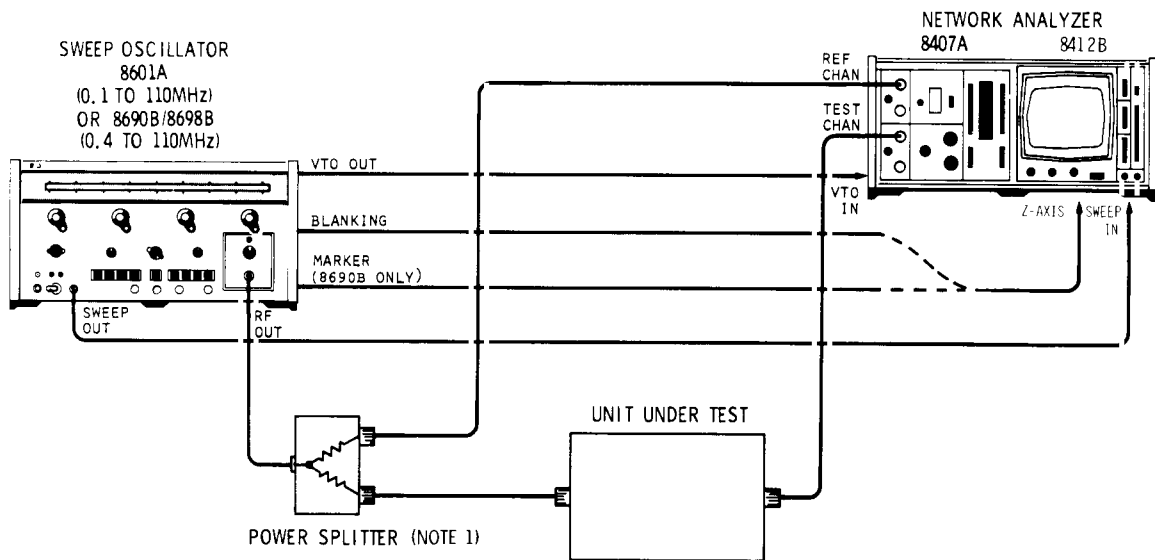 NETWORK ANALYZER
8407A 8412B
SWEEP OSCILLATOR
8601A
(0.1 TO 110MHz)
OR 8690B/8698B
(0.4 TO 110MHz)
REF
CHAN
TEST
CHAN
VTO OUT
VTO
IN
Z-AXIS
SWEEP
IN
BLANKING
MARKER
(8690B ONLY)
SWEEP
OUT
RF
OUT
UNIT UNDER TEST
POWER SPLITTER (NOTE 1)